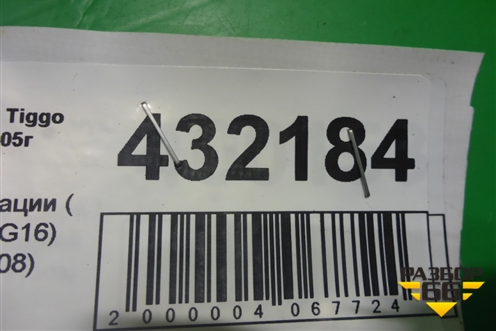 Tiggo
05г
432184
ации (
G16)
08)
2 000004 067724
РАЗБОР
66